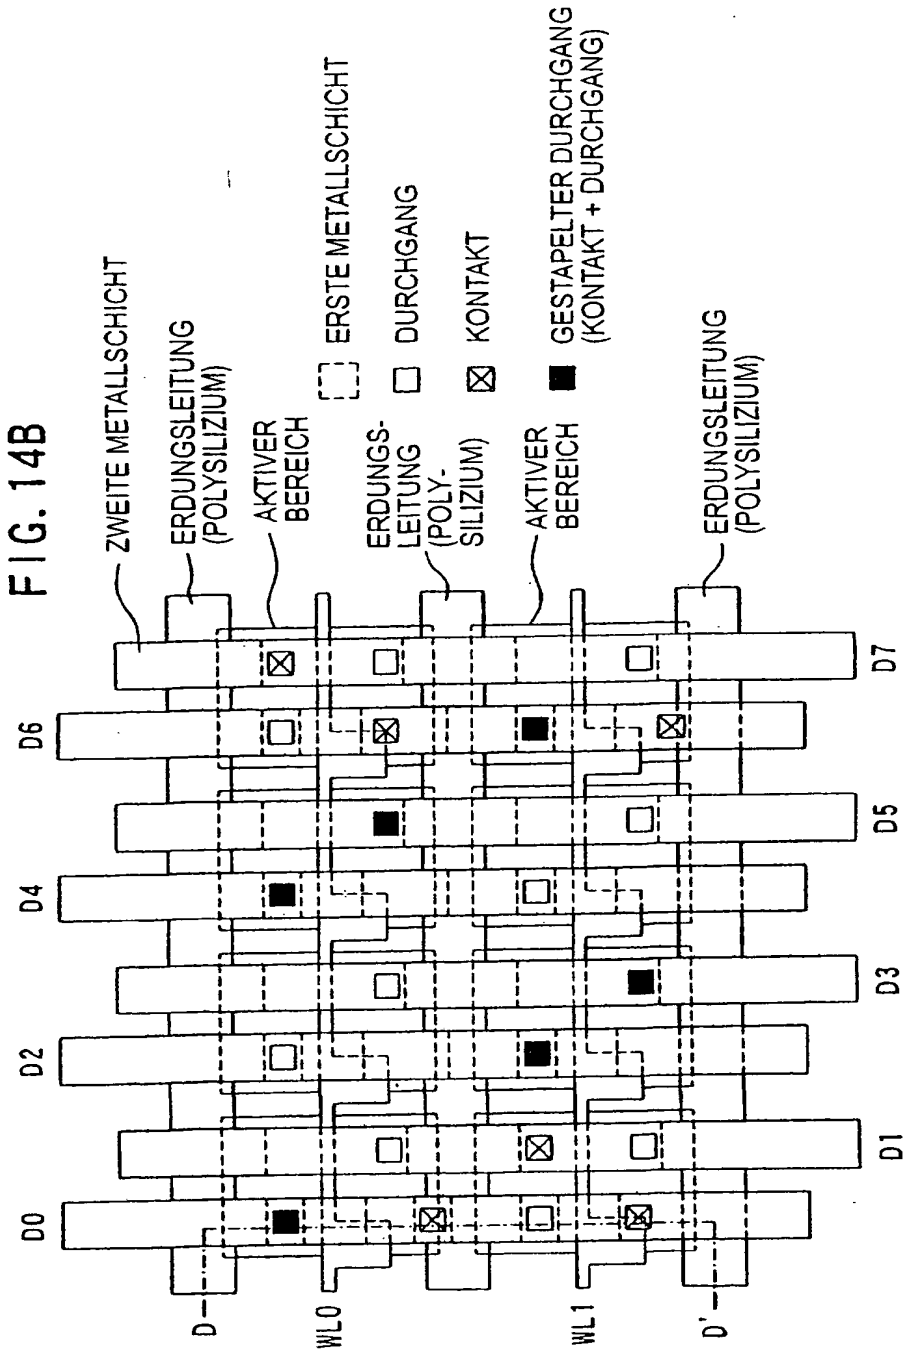 FIG. 14B
ZWEITE METALLSCHICHT
ERDUNGSLEITUNG
(POLYSILIZIUM)
AKTIVER
BEREICH
ERDUNGS-
LEITUNG
(POLY-
SILIZIUM)
AKTIVER
BEREICH
ERDUNGSLEITUNG
(POLYSILIZIUM)
ERSTE METALLSCHICHT
DURCHGANG
KONTAKT
GESTAPELTER DURCHGANG
(KONTAKT + DURCHGANG)
D0
D2
D4
D6
D
WL0
WL1
D'
D1
D3
D5
D7